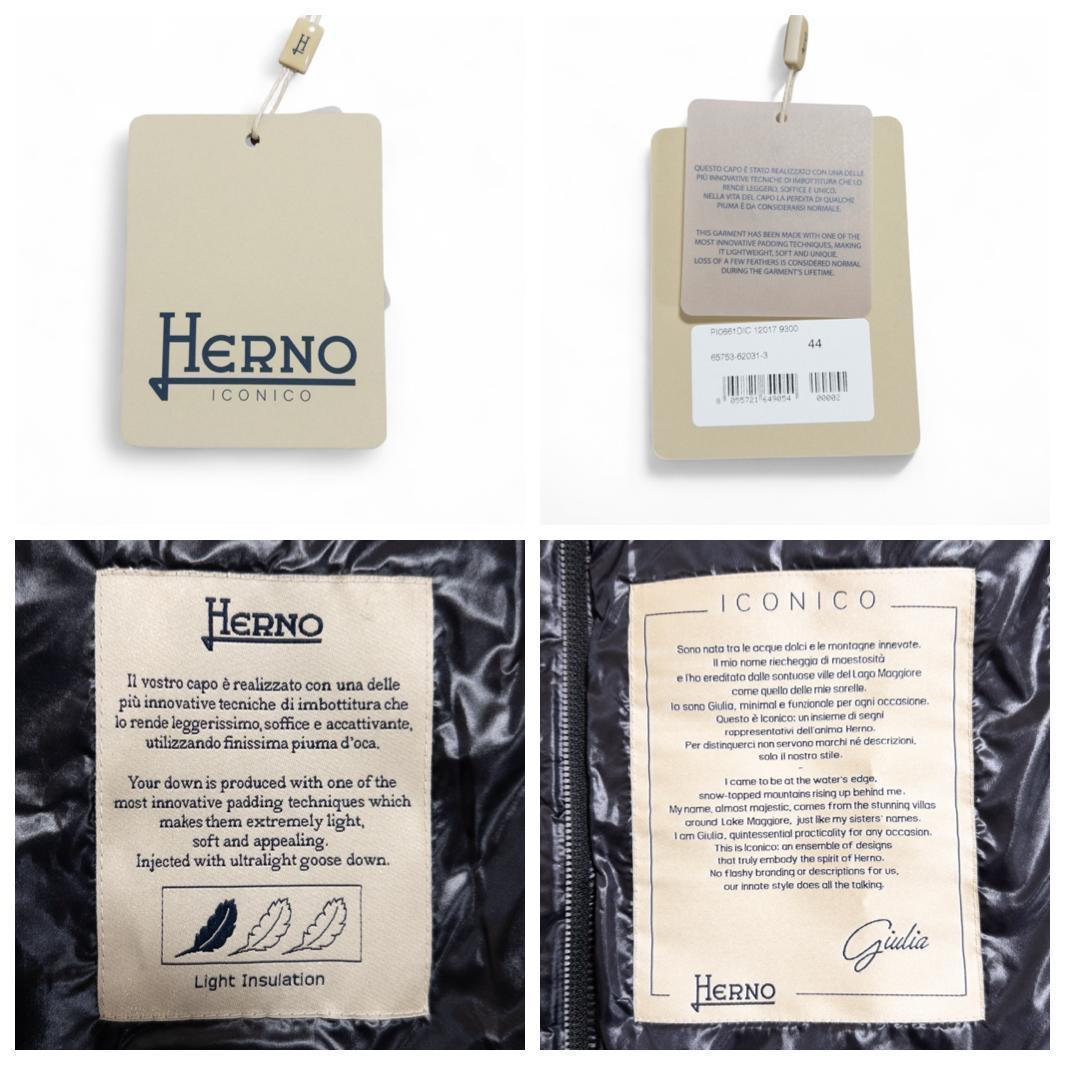 HERNO
ICONICO
QUESTO CAPO È STATO REALIZZATO CON UNA DELLE
PIÙ INNOVATIVE TECNICHE DI IMBOTTITURA CHE LO
RENDE LEGGERO, SOFFICE E UNICO.
NELLA VITA DEL CAPO LA PERDITA DI QUALCHE
PIUMA È DA CONSIDERARSI NORMALE.
THIS GARMENT HAS BEEN MADE WITH ONE OF THE
MOST INNOVATIVE PADDING TECHNIQUES, MAKING
IT LIGHTWEIGHT, SOFT AND UNIQUE.
LOSS OF A FEW FEATHERS IS CONSIDERED NORMAL
DURING THE GARMENT'S LIFETIME.
PI0661DIC 12017 9300
44
65753-62031-3
8 055721 649054 00002
HERNO
Il vostro capo è realizzato con una delle
più innovative tecniche di imbottitura che
lo rende leggerissimo, soffice e accattivante,
utilizzando finissima piuma d'oca.
Your down is produced with one of the
most innovative padding techniques which
makes them extremely light,
soft and appealing.
Injected with ultralight goose down.
Light Insulation
ICONICO
Sono nata tra le acque dolci e le montagne innevate.
Il mio nome riecheggia di maestosità
e l'ho ereditato dalle sontuose ville del Lago Maggiore
come quello delle mie sorelle.
Io sono Giulia, minimal e funzionale per ogni occasione.
Questo è Iconico: un insieme di segni
rappresentativi dell'anima Herno.
Per distinguerci non servono marchi né descrizioni,
solo il nostro stile.
-
I came to be at the water's edge,
snow-topped mountains rising up behind me.
My name, almost majestic, comes from the stunning villas
around Lake Maggiore, just like my sisters' names.
I am Giulia, quintessential practicality for any occasion.
This is Iconico: an ensemble of designs
that truly embody the spirit of Herno.
No flashy branding or descriptions for us,
our innate style does all the talking.
Giulia
HERNO